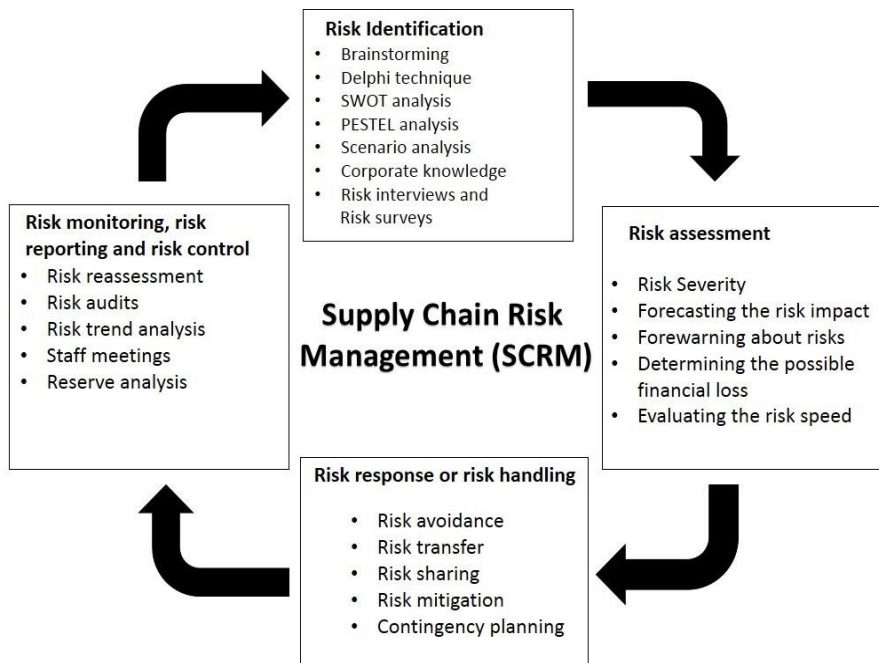 Risk Identification
• Brainstorming
• Delphi technique
• SWOT analysis
• PESTEL analysis
• Scenario analysis
• Corporate knowledge
• Risk interviews and
Risk surveys
Risk assessment
• Risk Severity
• Forecasting the risk impact
• Forewarning about risks
• Determining the possible
financial loss
• Evaluating the risk speed
Risk response or risk handling
• Risk avoidance
• Risk transfer
• Risk sharing
• Risk mitigation
• Contingency planning
Risk monitoring, risk
reporting and risk control
• Risk reassessment
• Risk audits
• Risk trend analysis
• Staff meetings
• Reserve analysis
Supply Chain Risk
Management (SCRM)